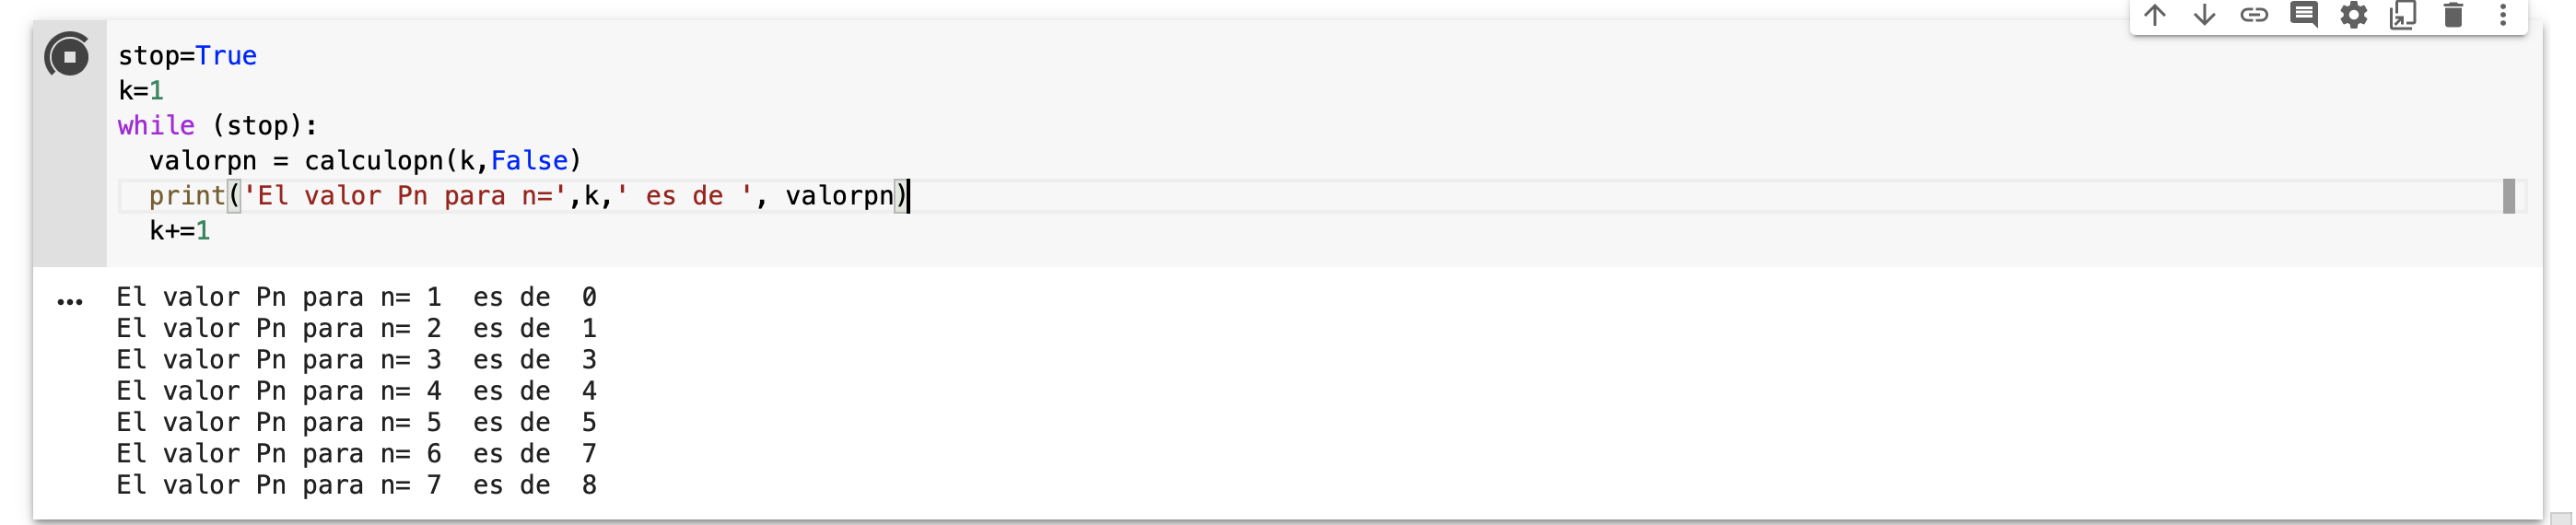 stop=True
k=1
while (stop):
  valorpn = calculopn(k,False)
  print('El valor Pn para n=',k,' es de ', valorpn)
  k+=1
El valor Pn para n= 1  es de  0
El valor Pn para n= 2  es de  1
El valor Pn para n= 3  es de  3
El valor Pn para n= 4  es de  4
El valor Pn para n= 5  es de  5
El valor Pn para n= 6  es de  7
El valor Pn para n= 7  es de  8